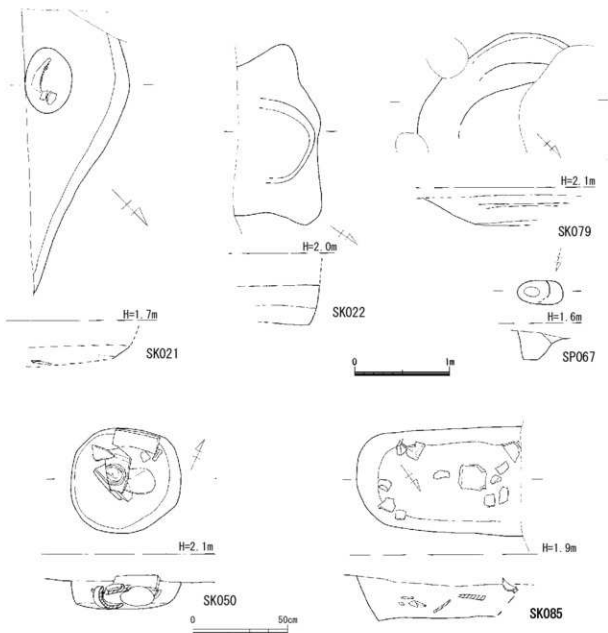 H=2.1m
SK079
H=2.0m
SK022
H=1.7m
SK021
H=1.6m
SP067
0 1m
H=2.1m
SK050
0 50cm
H=1.9m
SK085